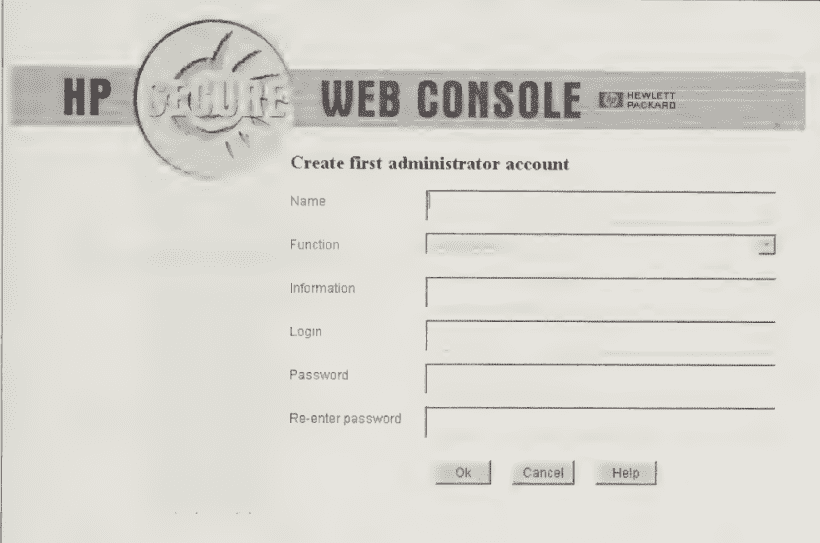 HP SECURE WEB CONSOLE
HEWLETT
PACKARD
Create first administrator account
Name
Function
Information
Login
Password
Re-enter password
Ok Cancel Help